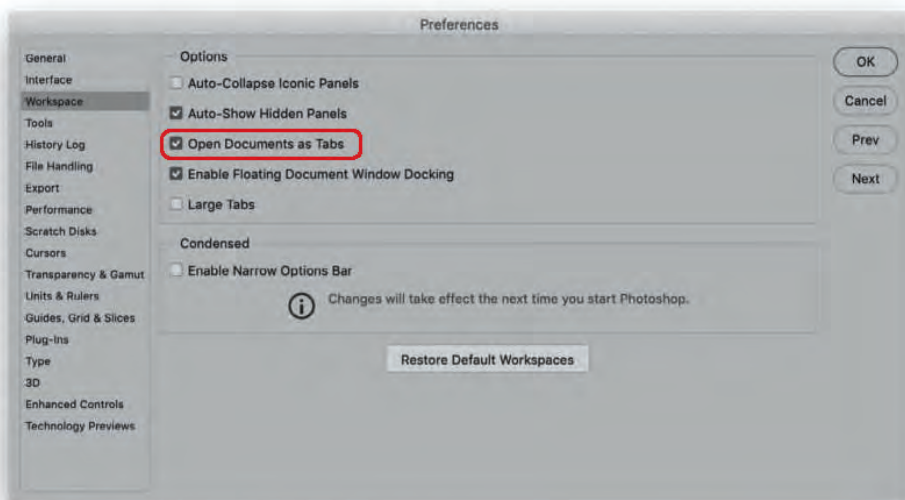 Preferences
General
Interface
Workspace
Tools
History Log
File Handling
Export
Performance
Scratch Disks
Cursors
Transparency & Gamut
Units & Rulers
Guides, Grid & Slices
Plug-Ins
Type
3D
Enhanced Controls
Technology Previews
Options
Auto-Collapse Iconic Panels
Auto-Show Hidden Panels
Open Documents as Tabs
Enable Floating Document Window Docking
Large Tabs
Condensed
Enable Narrow Options Bar
Changes will take effect the next time you start Photoshop.
Restore Default Workspaces
OK
Cancel
Prev
Next